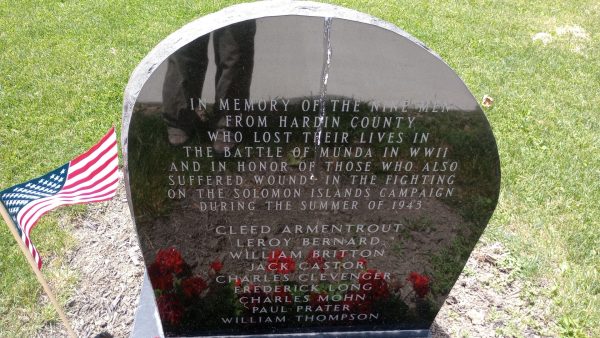 IN MEMORY OF THE NINE MEN
FROM HARDIN COUNTY
WHO LOST THEIR LIVES IN
THE BATTLE OF MUNDA IN WWII
AND IN HONOR OF THOSE WHO ALSO
SUFFERED WOUNDS IN THE FIGHTING
ON THE SOLOMON ISLANDS CAMPAIGN
DURING THE SUMMER OF 1943
CLEED ARMENTROUT
LEROY BERNARD
WILLIAM BRITTON
JACK CASTOR
CHARLES CLEVENGER
FREDERICK LONG
CHARLES MOHN
PAUL PRATER
WILLIAM THOMPSON